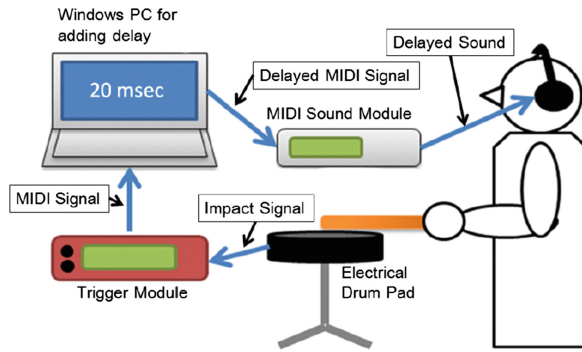 Windows PC for
adding delay
Delayed Sound
20 msec
Delayed MIDI Signal
MIDI Sound Module
MIDI Signal
Impact Signal
Trigger Module
Electrical
Drum Pad